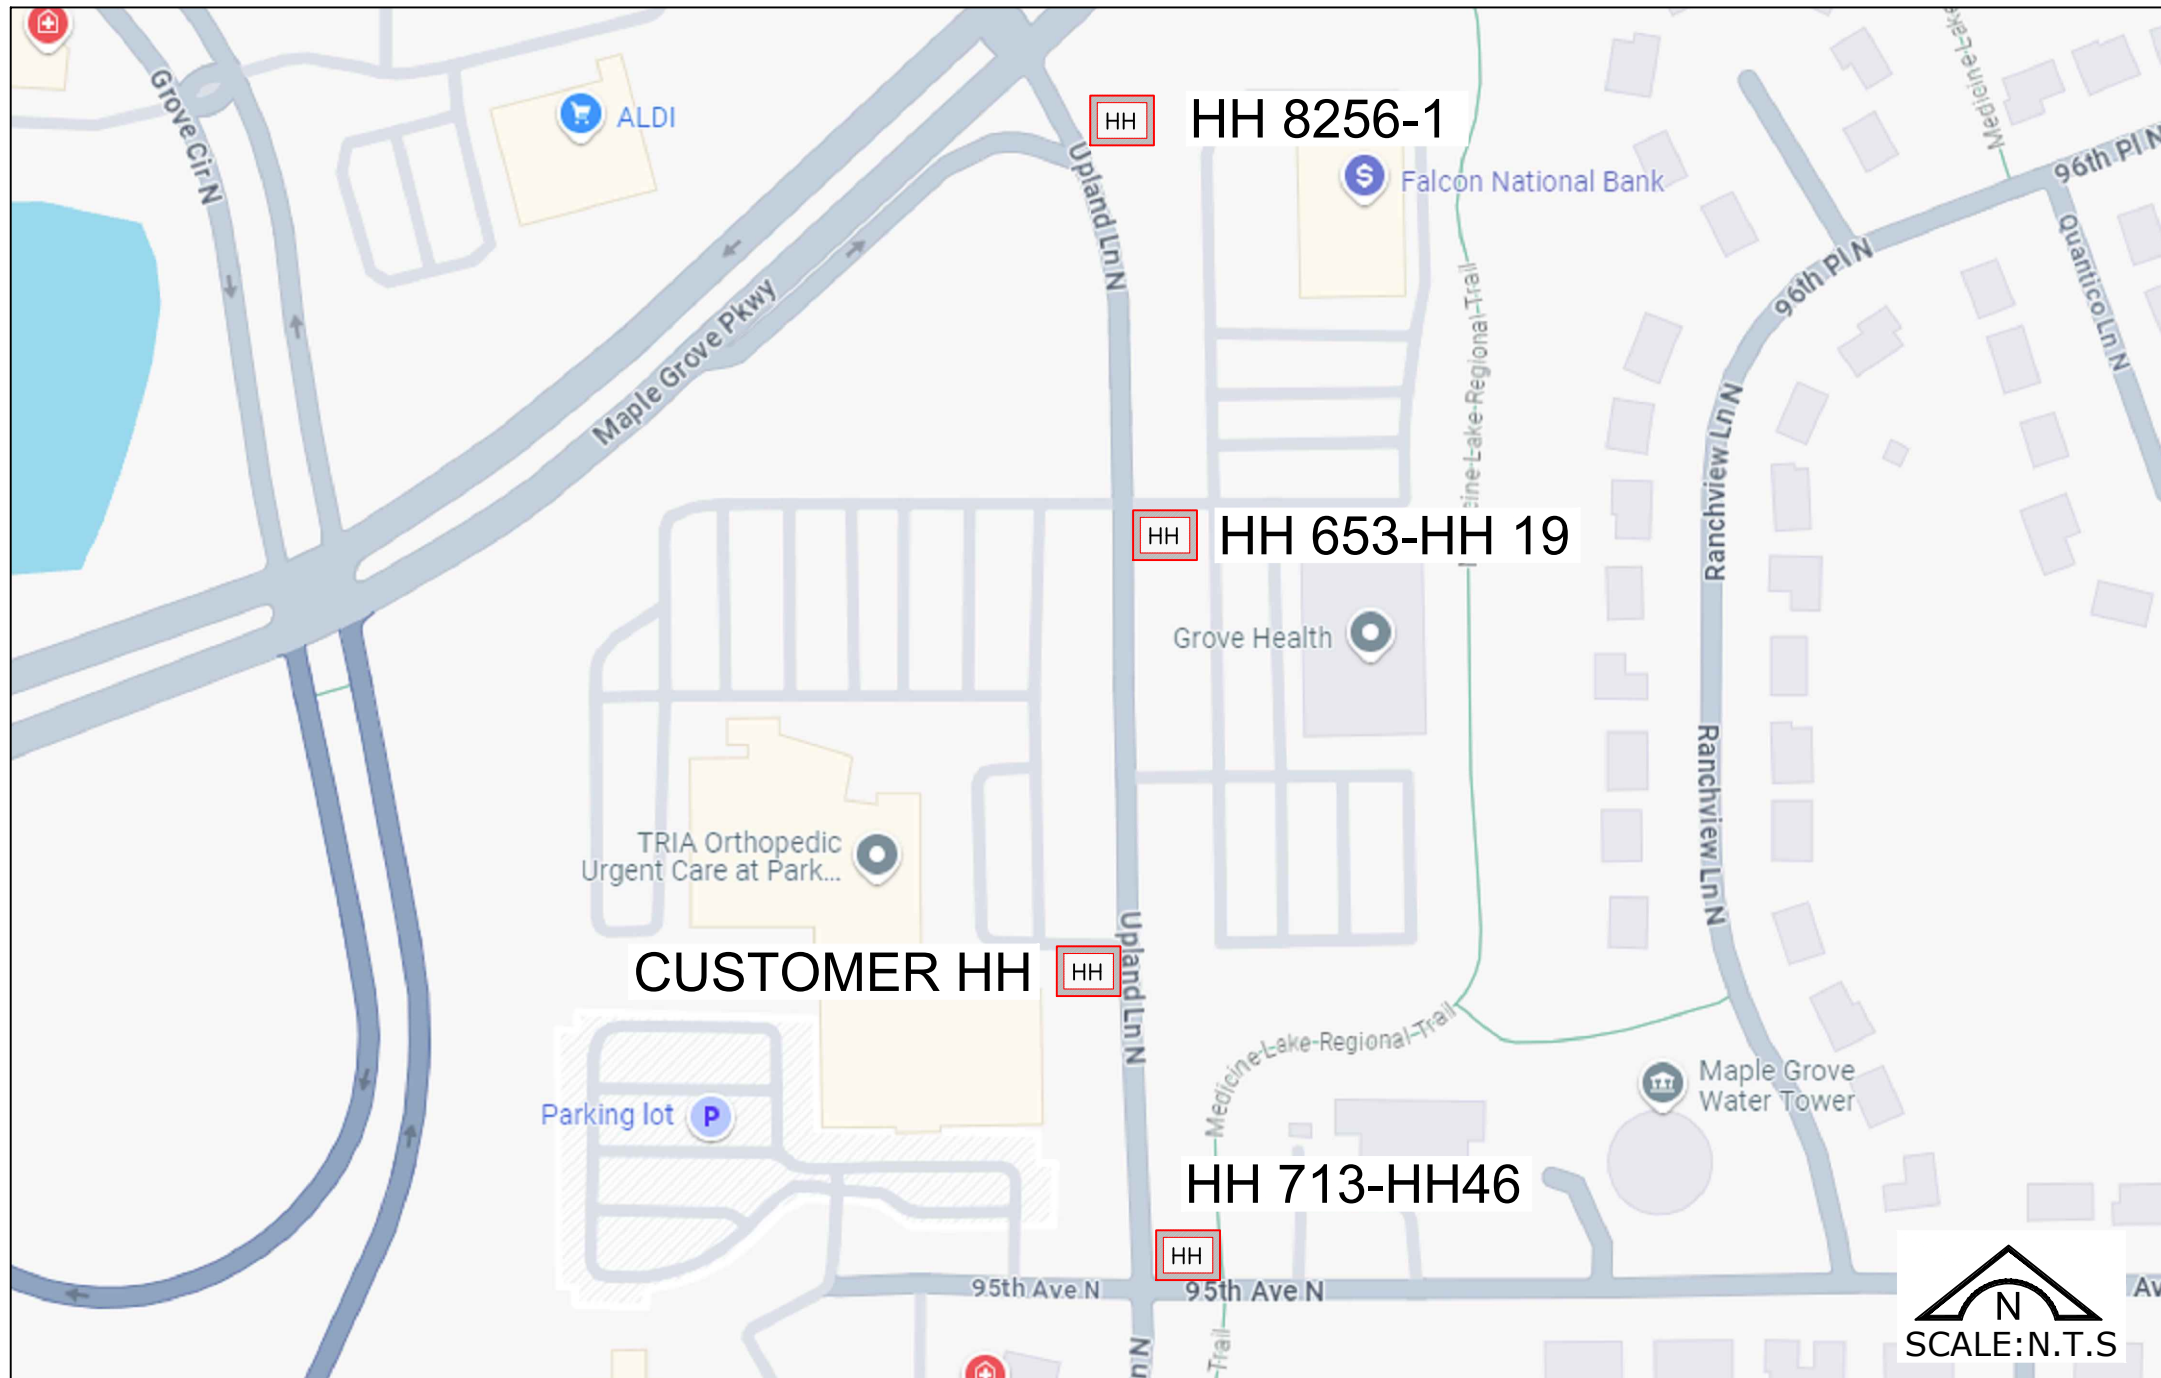 Grove Cir N
ALDI
HH
HH 8256-1
Falcon National Bank
Upland Ln N
Maple Grove Pkwy
96th Pl N
96th Pl N
Quantico Ln N
Ranchview Ln N
HH
HH 653-HH 19
Grove Health
Ranchview Ln N
TRIA Orthopedic
Urgent Care at Park...
CUSTOMER HH
HH
Upland Ln N
Medicine-Lake-Regional-Trail
Maple Grove
Water Tower
Parking lot
P
HH 713-HH46
HH
95th Ave N
95th Ave N
Trail
N
SCALE:N.T.S